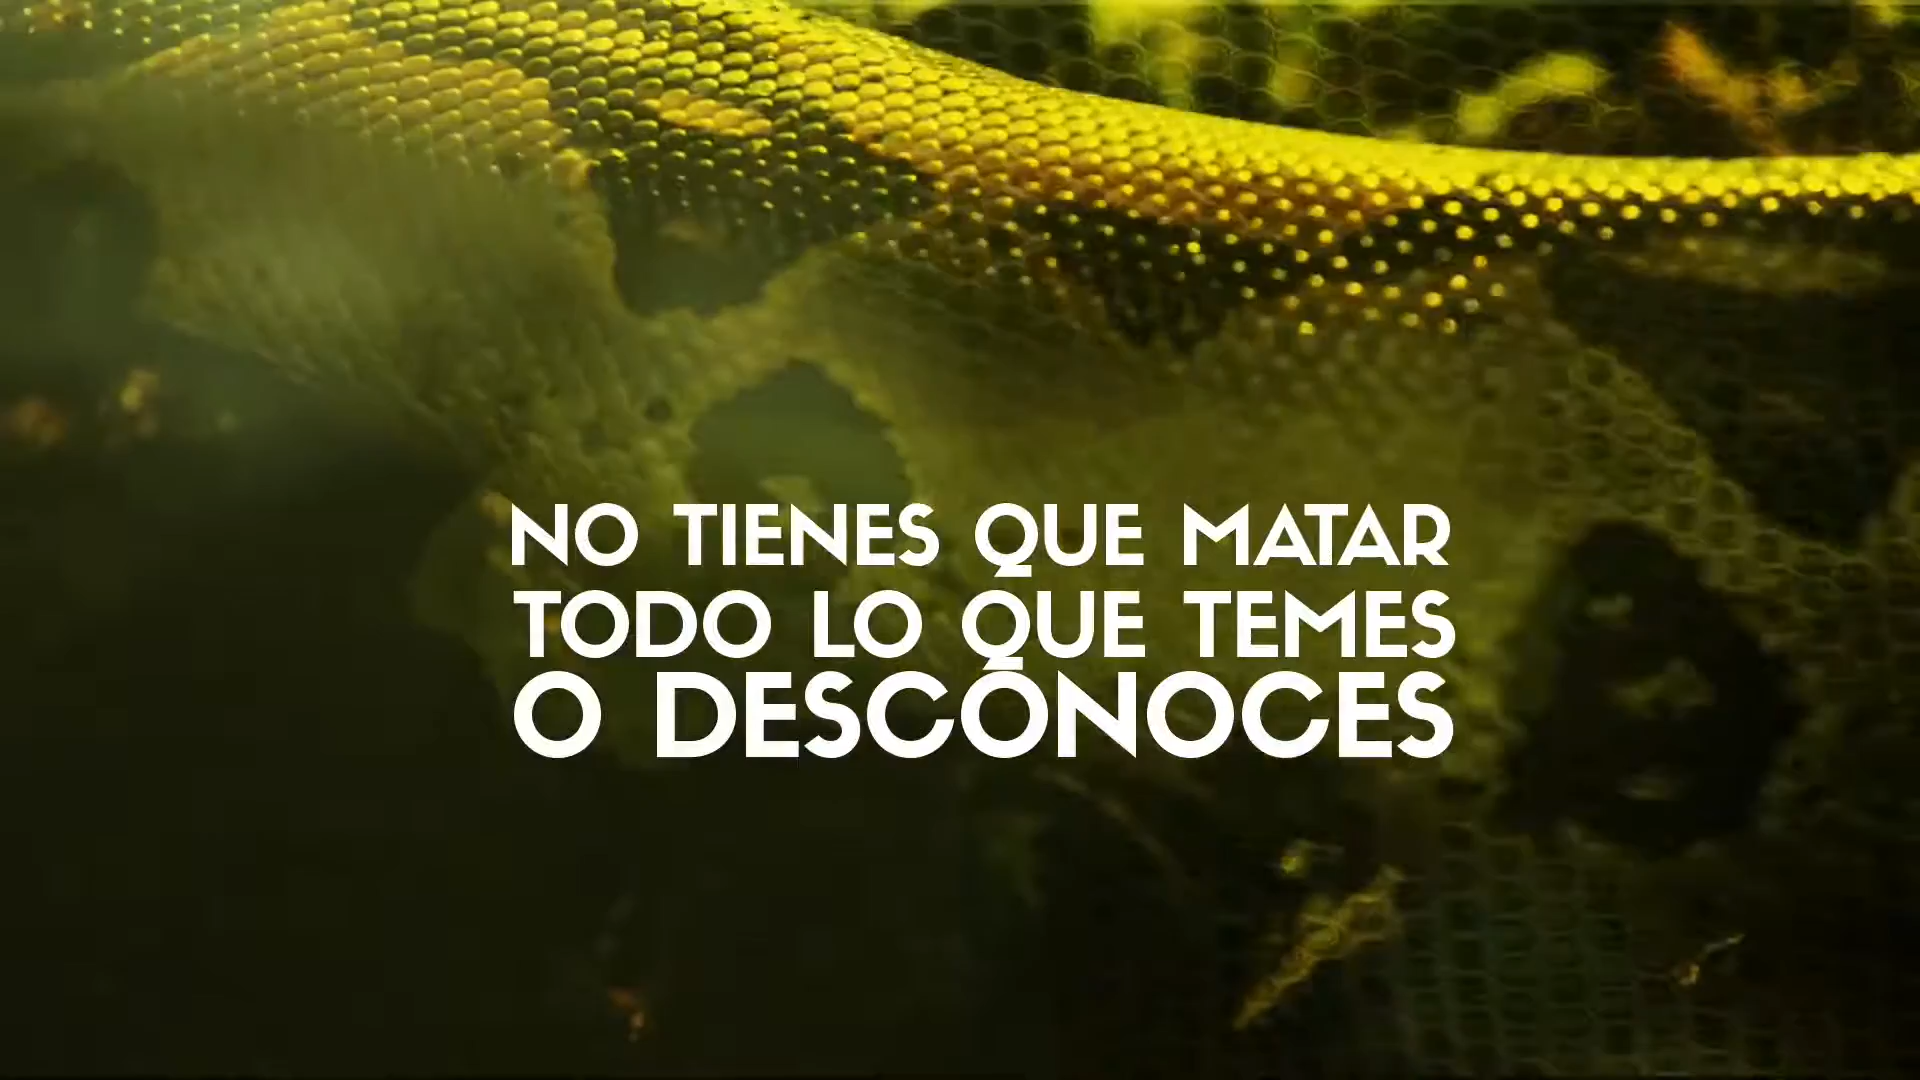 NO TIENES QUE MATAR
TODO LO QUE TEMES
O DESCONOCES